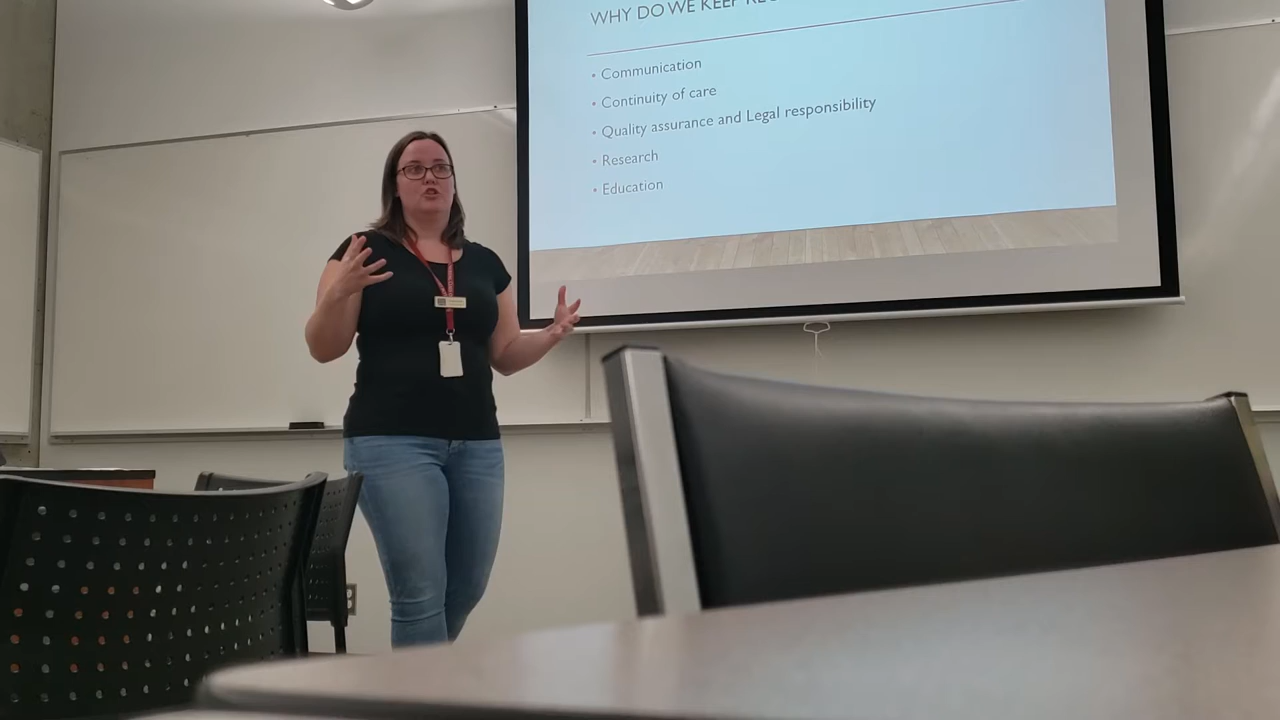 WHY DO WE KEEP
• Communication
• Continuity of care
• Quality assurance and Legal responsibility
• Research
• Education